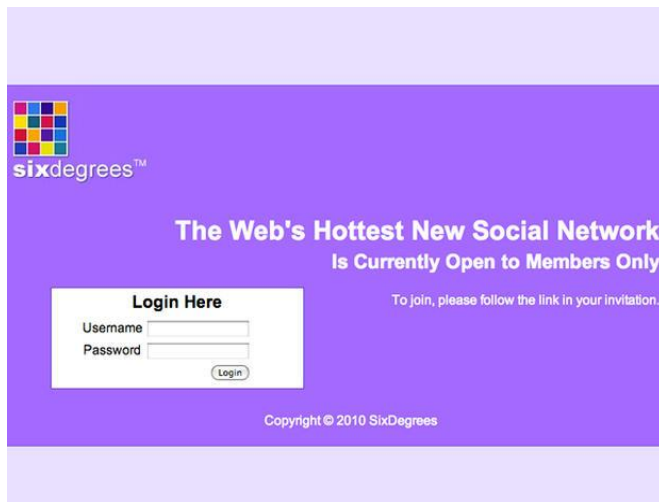 sixdegrees™
The Web's Hottest New Social Network
Is Currently Open to Members Only
To join, please follow the link in your invitation.
Login Here
Username
Password
Login
Copyright © 2010 SixDegrees